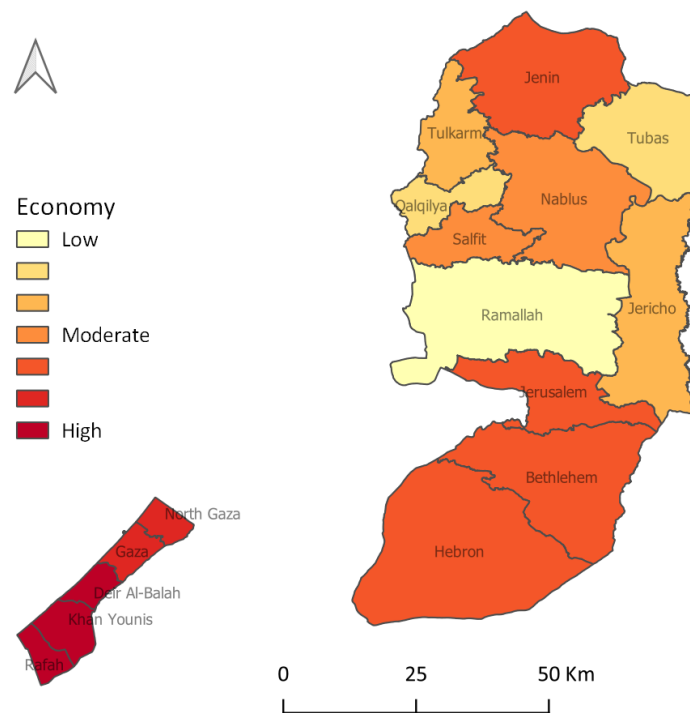 Jenin
Tulkarm
Tubas
Qalqilya
Nablus
Economy
Low
Salfit
Ramallah
Jericho
Moderate
Jerusalem
High
Bethlehem
North Gaza
Gaza
Hebron
Deir Al-Balah
Khan Younis
Rafah
0 25 50 Km